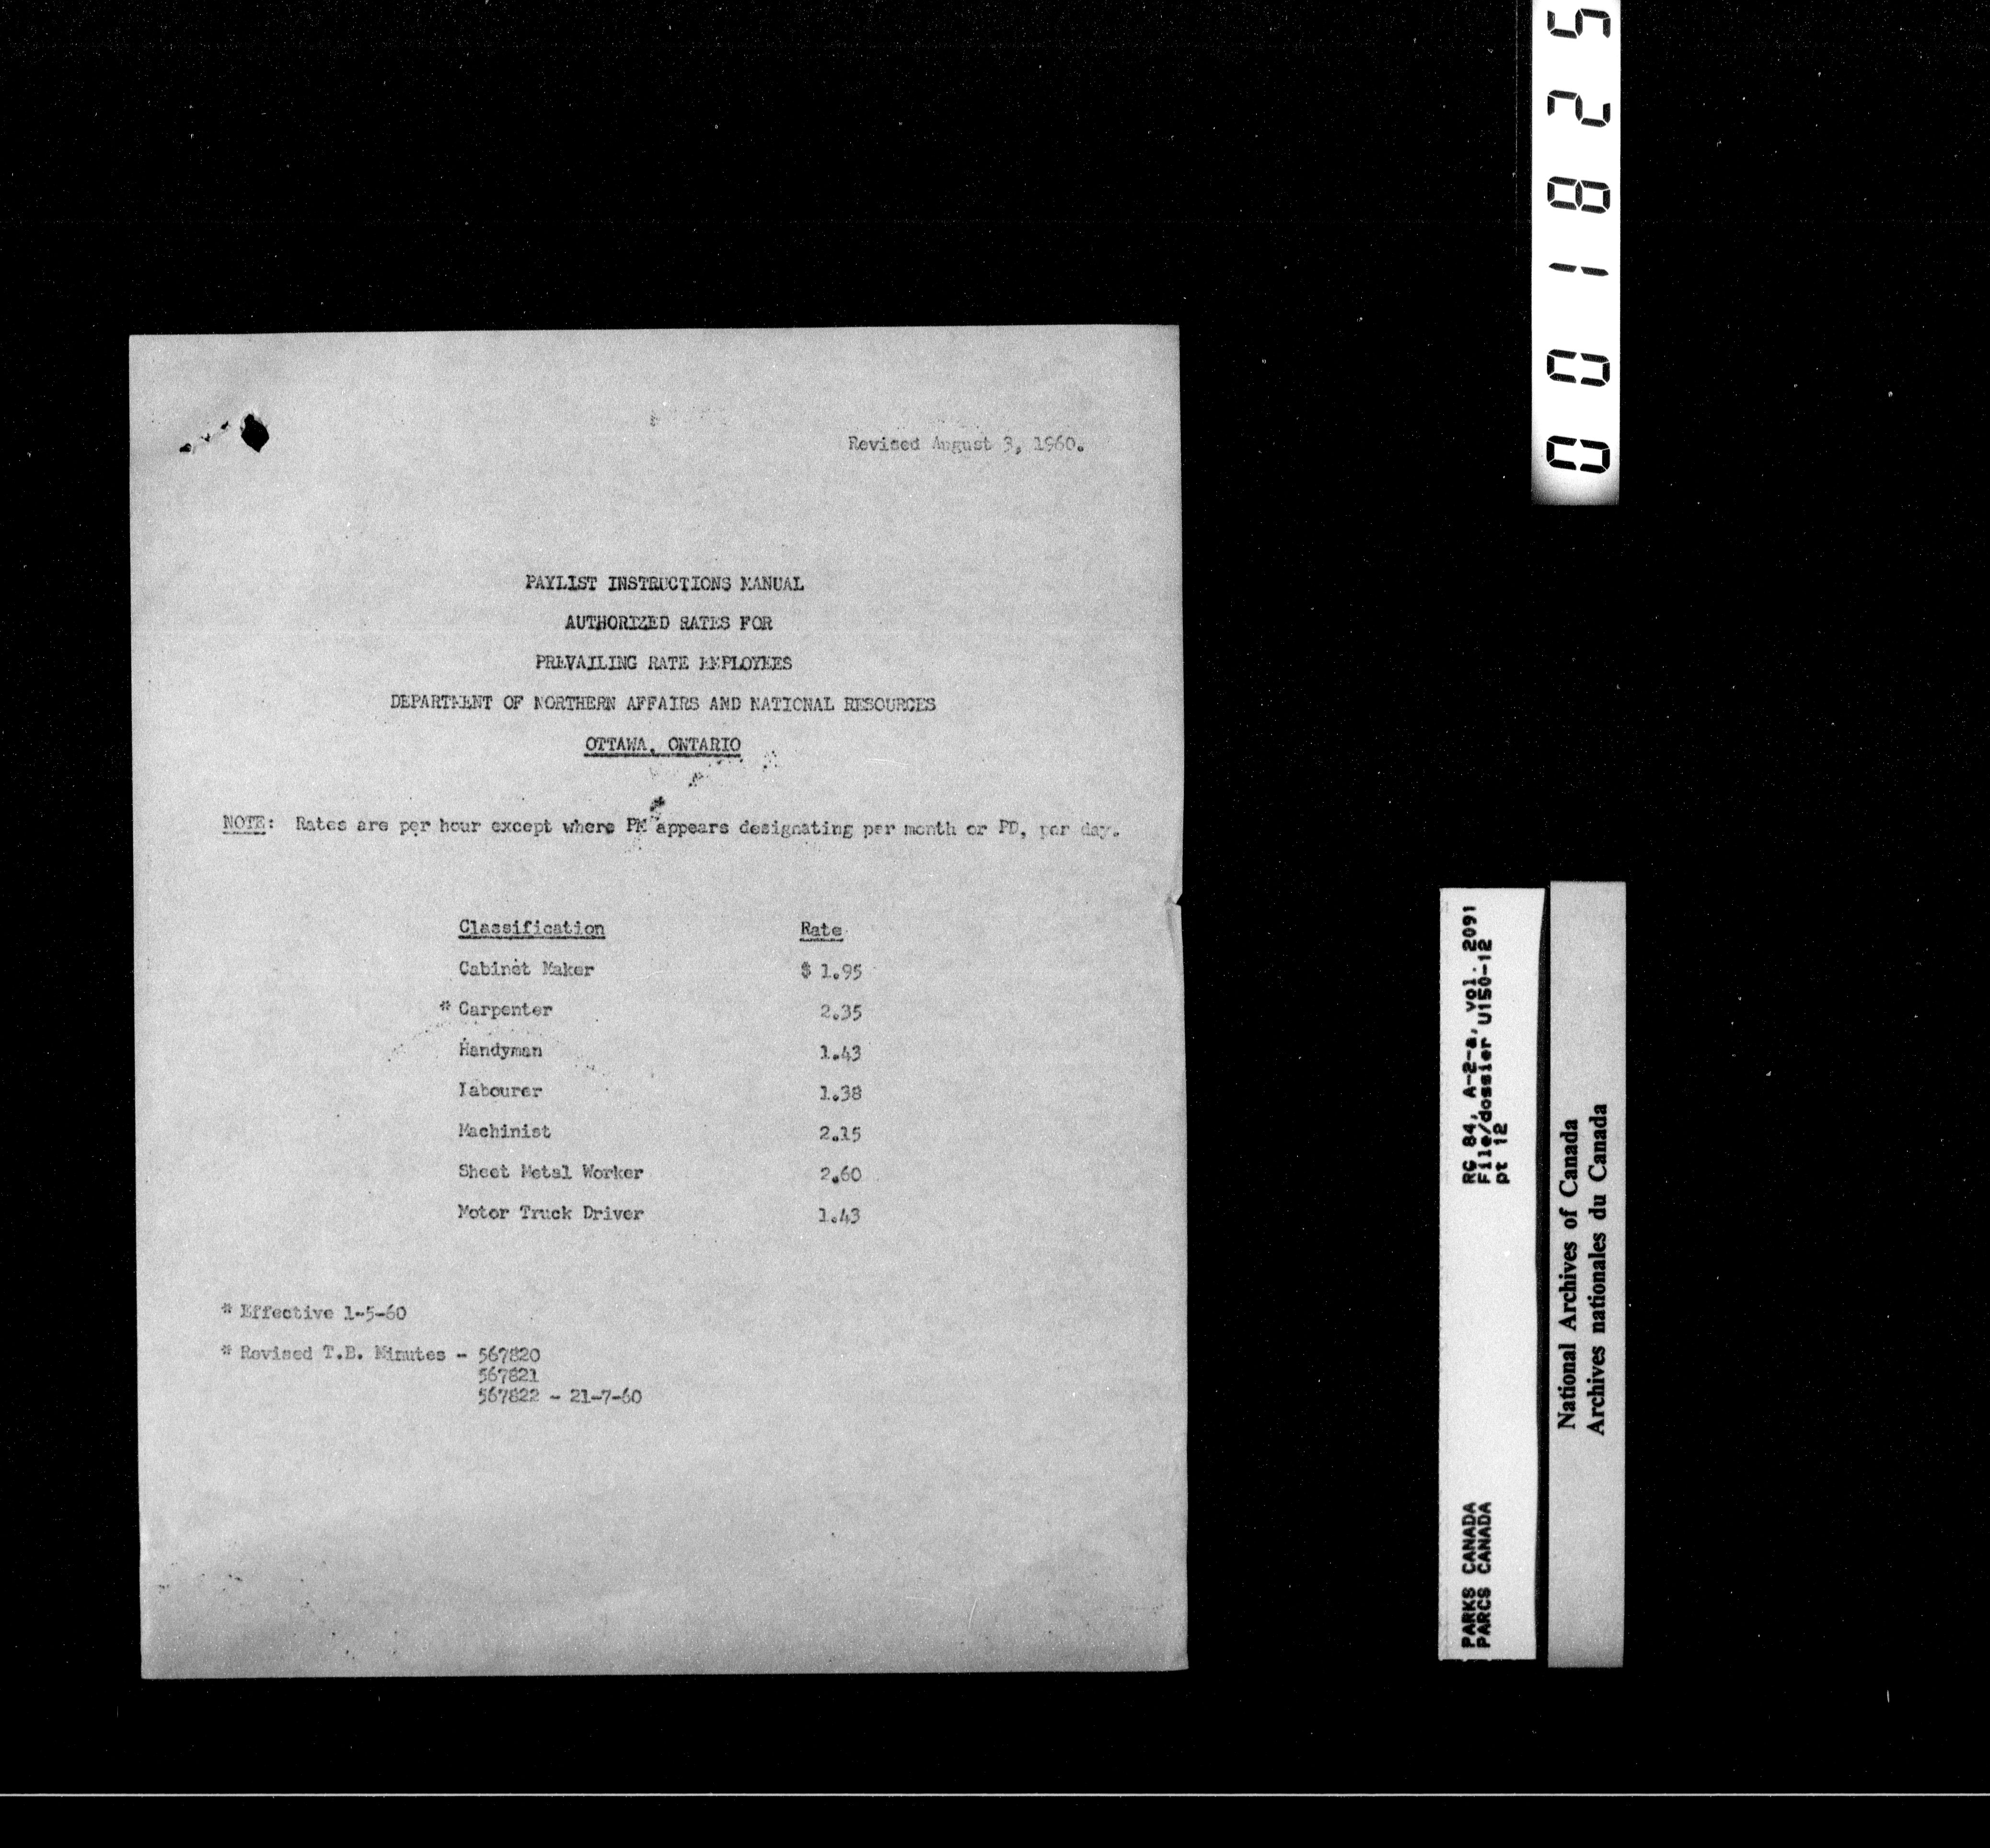 Revised August 3, 1960.
PAYLIST INSTRUCTIONS MANUAL
AUTHORIZED RATES FOR
PREVAILING RATE EMPLOYEES
DEPARTMENT OF NORTHERN AFFAIRS AND NATIONAL RESOURCES
OTTAWA, ONTARIO
NOTE: Rates are per hour except where PM appears designating per month or PD, per day.
Classification Rate
Cabinet Maker $ 1.95
* Carpenter 2.35
Handyman 1.43
Labourer 1.38
Machinist 2.15
Sheet Metal Worker 2.60
Motor Truck Driver 1.43
* Effective 1-5-60
* Revised T.B. Minutes - 567820
567821
567822 - 21-7-60
001825
RG 84, A-2-a, vol. 2091
File/dossier U150-12
pt 12
PARKS CANADA
PARCS CANADA
National Archives of Canada
Archives nationales du Canada